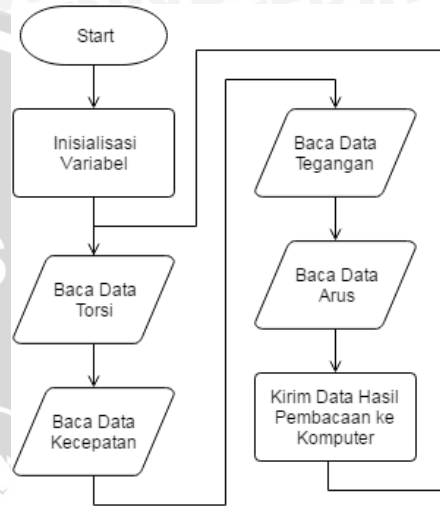 Start
Inisialisasi
Variabel
Baca Data
Torsi
Baca Data
Kecepatan
Baca Data
Tegangan
Baca Data
Arus
Kirim Data Hasil
Pembacaan ke
Komputer